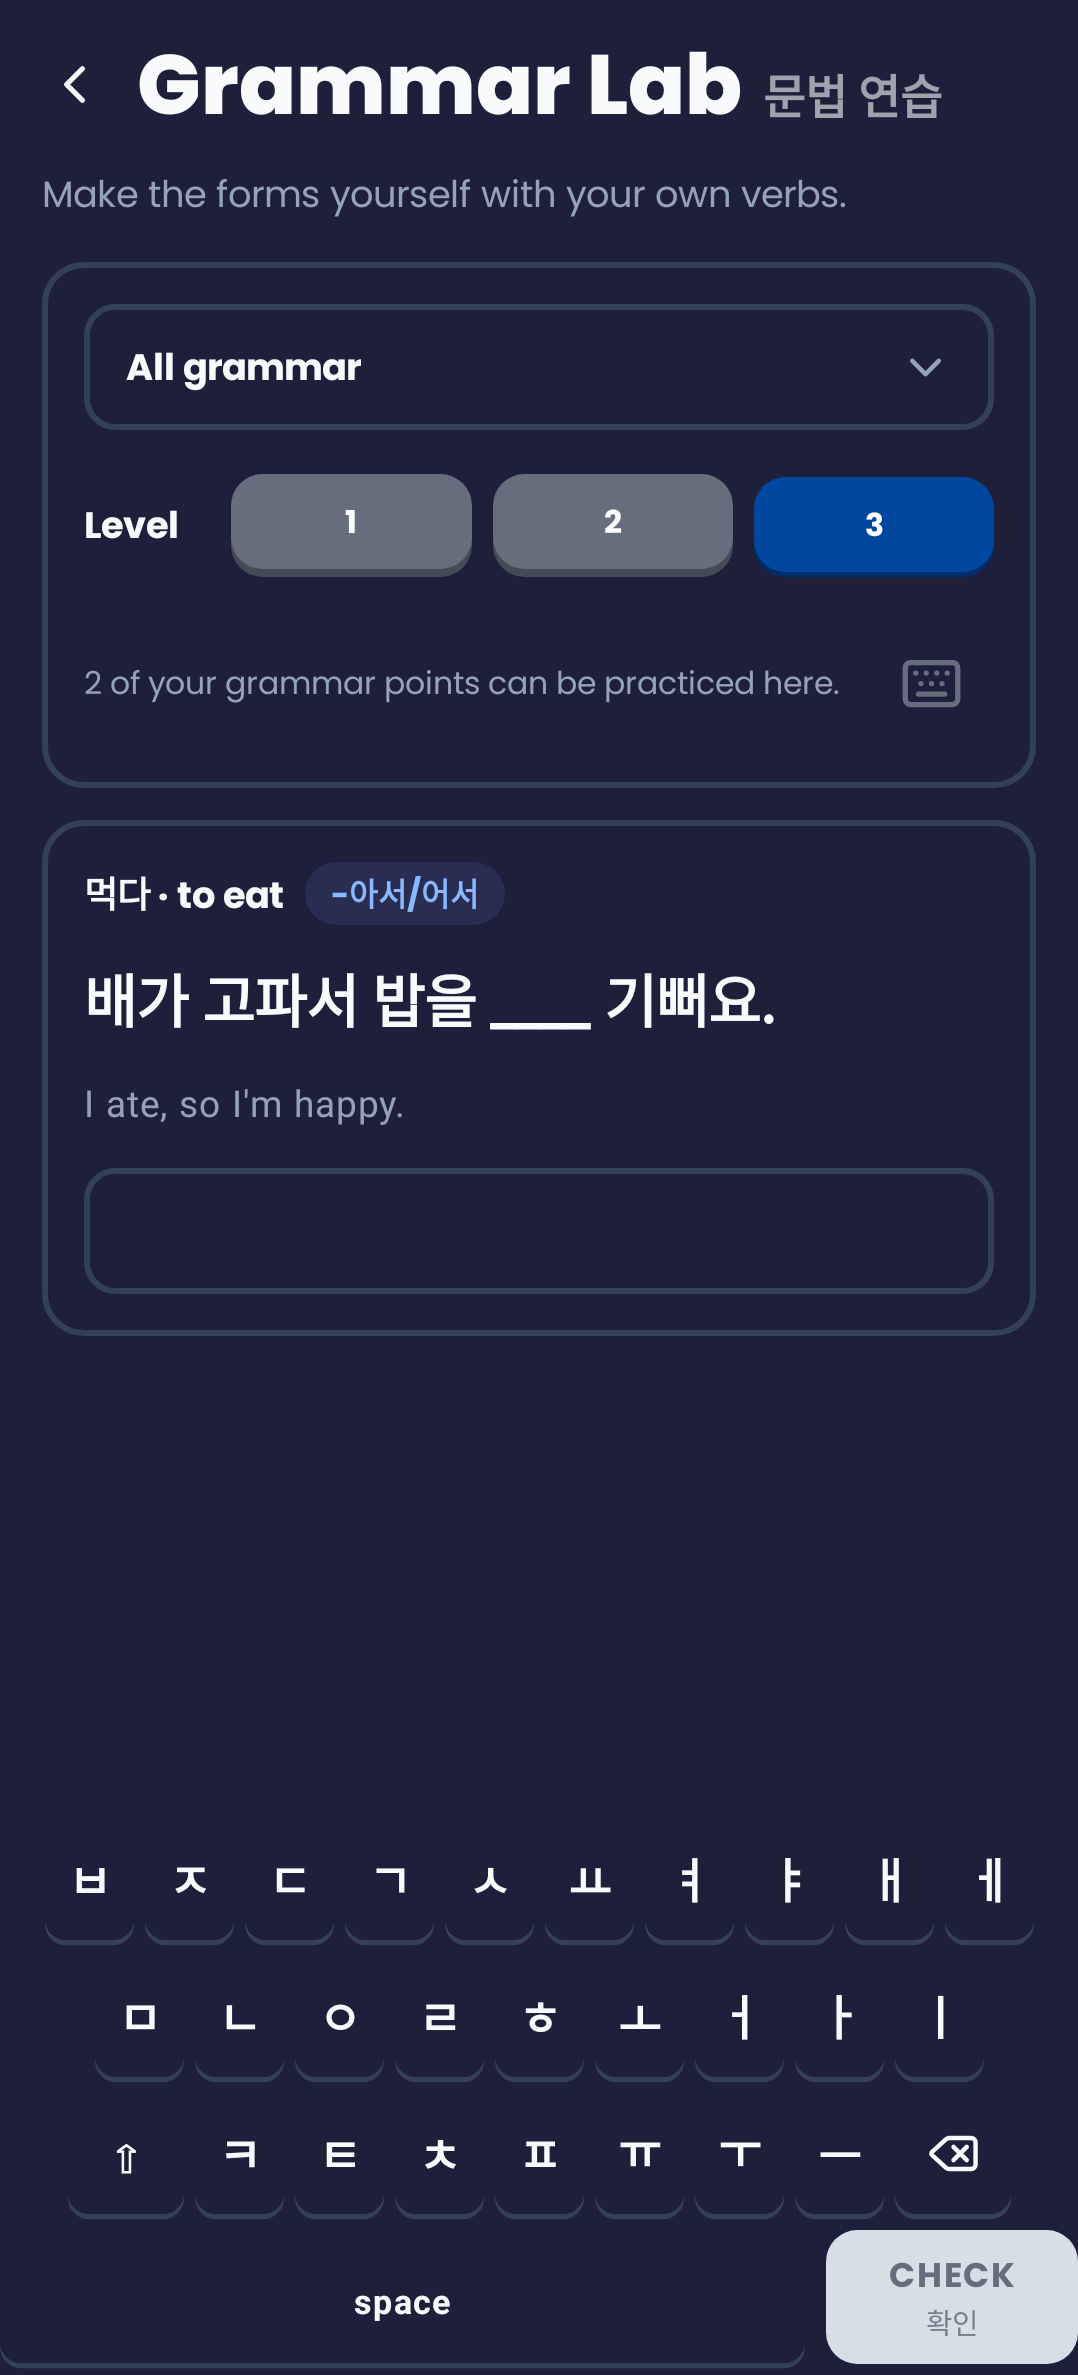 Grammar Lab 문법 연습
Make the forms yourself with your own verbs.
All grammar
Level 1 2 3
2 of your grammar points can be practiced here.
먹다 · to eat -아서/어서
배가 고파서 밥을 ____ 기뻐요.
I ate, so I'm happy.
ㅂ ㅈ ㄷ ㄱ ㅅ ㅛ ㅕ ㅑ ㅐ ㅔ
ㅁ ㄴ ㅇ ㄹ ㅎ ㅗ ㅓ ㅏ ㅣ
⇧ ㅋ ㅌ ㅊ ㅍ ㅠ ㅜ ㅡ
space
CHECK
확인